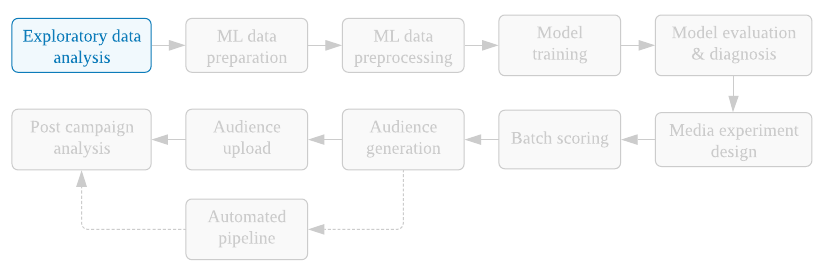 Exploratory data
analysis
ML data
preparation
ML data
preprocessing
Model
training
Model evaluation
& diagnosis
Media experiment
design
Batch scoring
Audience
generation
Audience
upload
Post campaign
analysis
Automated
pipeline